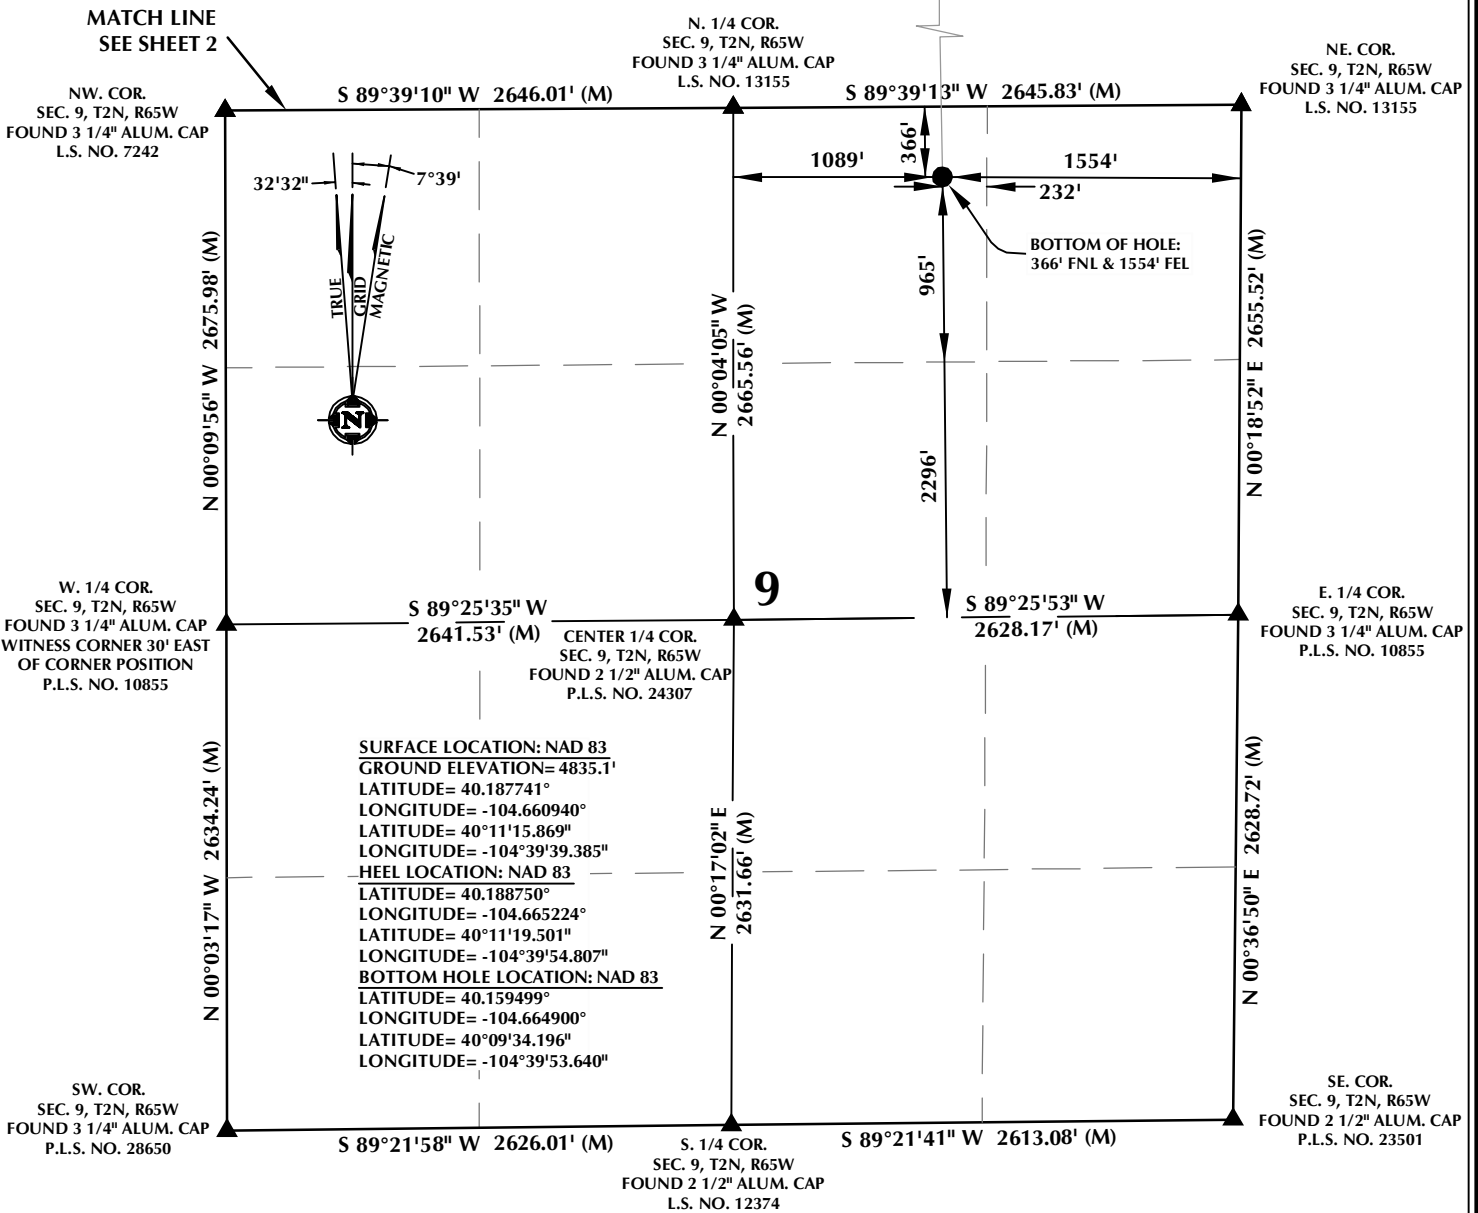 MATCH LINE
SEE SHEET 2
N. 1/4 COR.
SEC. 9, T2N, R65W
FOUND 3 1/4" ALUM. CAP
L.S. NO. 13155
NE. COR.
SEC. 9, T2N, R65W
FOUND 3 1/4" ALUM. CAP
L.S. NO. 13155
NW. COR.
SEC. 9, T2N, R65W
FOUND 3 1/4" ALUM. CAP
L.S. NO. 7242
S 89°39'10" W 2646.01' (M)
S 89°39'13" W 2645.83' (M)
366'
1089'
1554'
232'
32'32"
7°39'
TRUE
GRID
MAGNETIC
N
BOTTOM OF HOLE:
366' FNL & 1554' FEL
965'
2296'
N 00°09'56" W 2675.98' (M)
N 00°04'05" W
2665.56' (M)
N 00°18'52" E 2655.52' (M)
9
W. 1/4 COR.
SEC. 9, T2N, R65W
FOUND 3 1/4" ALUM. CAP
WITNESS CORNER 30' EAST
OF CORNER POSITION
P.L.S. NO. 10855
S 89°25'35" W
2641.53' (M)
CENTER 1/4 COR.
SEC. 9, T2N, R65W
FOUND 2 1/2" ALUM. CAP
P.L.S. NO. 24307
S 89°25'53" W
2628.17' (M)
E. 1/4 COR.
SEC. 9, T2N, R65W
FOUND 3 1/4" ALUM. CAP
P.L.S. NO. 10855
SURFACE LOCATION: NAD 83
GROUND ELEVATION= 4835.1'
LATITUDE= 40.187741°
LONGITUDE= -104.660940°
LATITUDE= 40°11'15.869"
LONGITUDE= -104°39'39.385"
HEEL LOCATION: NAD 83
LATITUDE= 40.188750°
LONGITUDE= -104.665224°
LATITUDE= 40°11'19.501"
LONGITUDE= -104°39'54.807"
BOTTOM HOLE LOCATION: NAD 83
LATITUDE= 40.159499°
LONGITUDE= -104.664900°
LATITUDE= 40°09'34.196"
LONGITUDE= -104°39'53.640"
N 00°03'17" W 2634.24' (M)
N 00°17'02" E
2631.66' (M)
N 00°36'50" E 2628.72' (M)
SW. COR.
SEC. 9, T2N, R65W
FOUND 3 1/4" ALUM. CAP
P.L.S. NO. 28650
S 89°21'58" W 2626.01' (M)
S. 1/4 COR.
SEC. 9, T2N, R65W
FOUND 2 1/2" ALUM. CAP
L.S. NO. 12374
S 89°21'41" W 2613.08' (M)
SE. COR.
SEC. 9, T2N, R65W
FOUND 2 1/2" ALUM. CAP
P.L.S. NO. 23501